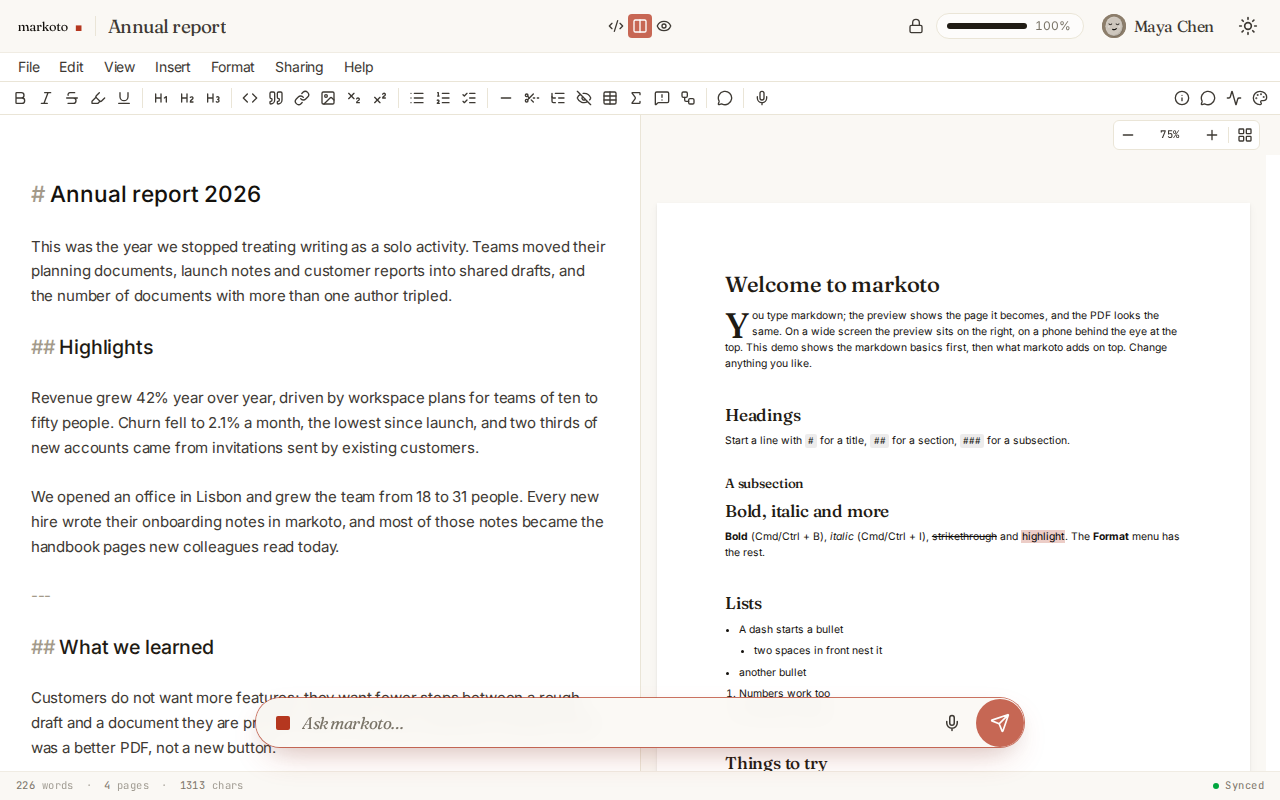 markoto
Annual report
100%
Maya Chen
File Edit View Insert Format Sharing Help
H1 H2 H3
75%
# Annual report 2026
This was the year we stopped treating writing as a solo activity. Teams moved their
planning documents, launch notes and customer reports into shared drafts, and
the number of documents with more than one author tripled.
## Highlights
Revenue grew 42% year over year, driven by workspace plans for teams of ten to
fifty people. Churn fell to 2.1% a month, the lowest since launch, and two thirds of
new accounts came from invitations sent by existing customers.
We opened an office in Lisbon and grew the team from 18 to 31 people. Every new
hire wrote their onboarding notes in markoto, and most of those notes became the
handbook pages new colleagues read today.
---
## What we learned
Customers do not want more features; they want fewer steps between a rough
draft and a document they are
was a better PDF, not a new button.
Welcome to markoto
You type markdown; the preview shows the page it becomes, and the PDF looks the
same. On a wide screen the preview sits on the right, on a phone behind the eye at the
top. This demo shows the markdown basics first, then what markoto adds on top. Change
anything you like.
Headings
Start a line with # for a title, ## for a section, ### for a subsection.
A subsection
Bold, italic and more
Bold (Cmd/Ctrl + B), italic (Cmd/Ctrl + I), strikethrough and highlight. The Format menu has
the rest.
Lists
• A dash starts a bullet
• two spaces in front nest it
• another bullet
1. Numbers work too
Things to try
Ask markoto...
226 words · 4 pages · 1313 chars
Synced